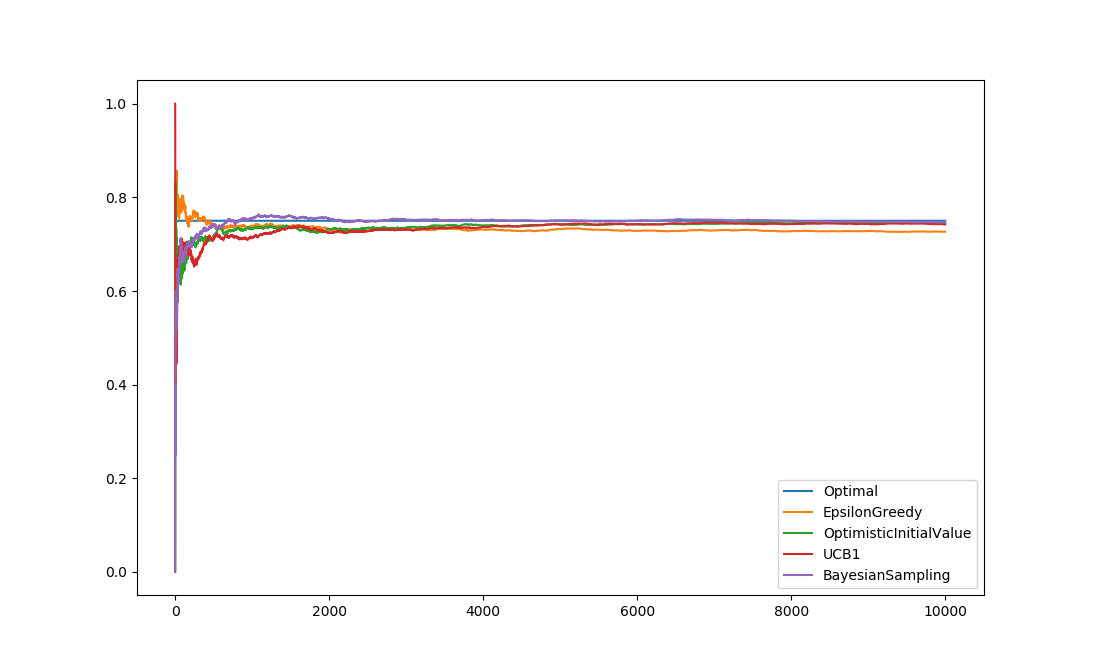 1.0
0.8
0.6
0.4
0.2
0.0
0 2000 4000 6000 8000 10000
Optimal
EpsilonGreedy
OptimisticInitialValue
UCB1
BayesianSampling